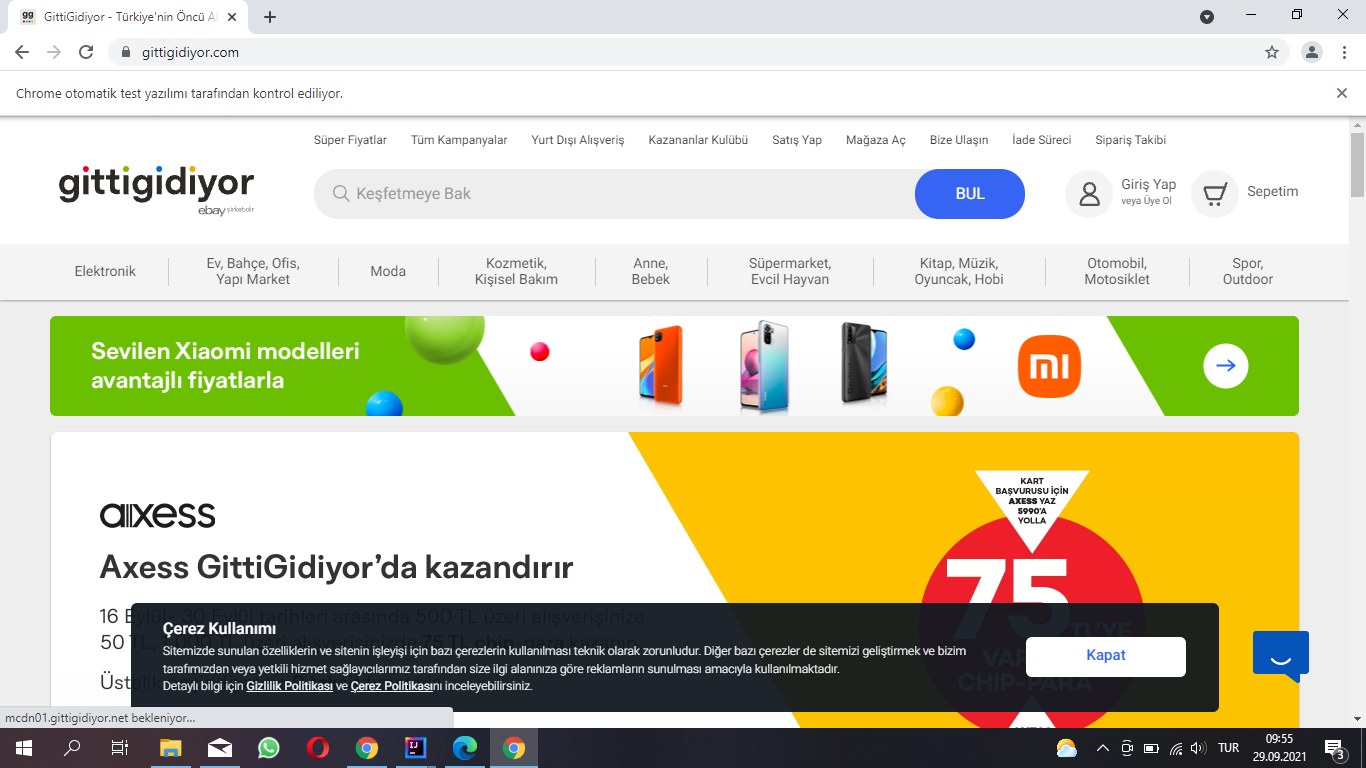 GittiGidiyor - Türkiye'nin Öncü Al
gittigidiyor.com
Chrome otomatik test yazılımı tarafından kontrol ediliyor.
Süper Fiyatlar Tüm Kampanyalar Yurt Dışı Alışveriş Kazananlar Kulübü Satış Yap Mağaza Aç Bize Ulaşın İade Süreci Sipariş Takibi
gittigidiyor
ebay şirketidir
Keşfetmeye Bak
BUL
Giriş Yap
veya Üye Ol
Sepetim
Elektronik
Ev, Bahçe, Ofis,
Yapı Market
Moda
Kozmetik,
Kişisel Bakım
Anne,
Bebek
Süpermarket,
Evcil Hayvan
Kitap, Müzik,
Oyuncak, Hobi
Otomobil,
Motosiklet
Spor,
Outdoor
Sevilen Xiaomi modelleri
avantajlı fiyatlarla
mi
axess
Axess GittiGidiyor'da kazandırır
16 Eylül - 30 Eylül tarihleri arasında 500 TL üzeri alışverişinize
50 TL, 1.000 TL üzeri alışverişinizde 75 TL chip-para kazanın
KART
BAŞVURUSU İÇİN
AXESS YAZ
5990'A
YOLLA
75
TL'YE
VARAN
CHIP-PARA
Çerez Kullanımı
Sitemizde sunulan özelliklerin ve sitenin işleyişi için bazı çerezlerin kullanılması teknik olarak zorunludur. Diğer bazı çerezler de sitemizi geliştirmek ve bizim
tarafımızdan veya yetkili hizmet sağlayıcılarımız tarafından size ilgi alanınıza göre reklamların sunulması amacıyla kullanılmaktadır.
Detaylı bilgi için Gizlilik Politikası ve Çerez Politikasını inceleyebilirsiniz.
Kapat
mcdn01.gittigidiyor.net bekleniyor...
TUR
09:55
29.09.2021
3